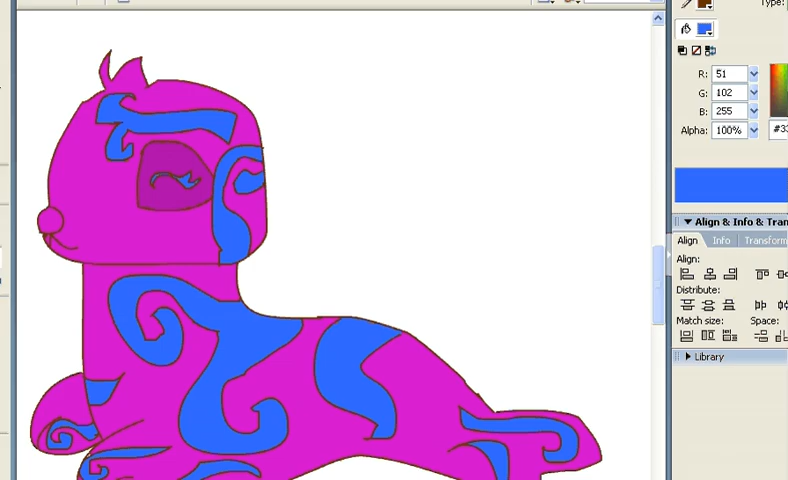 Type:
R: 51
G: 102
B: 255
Alpha: 100% #33
Align & Info & Tran
Align Info Transform
Align:
Distribute:
Match size: Space:
Library